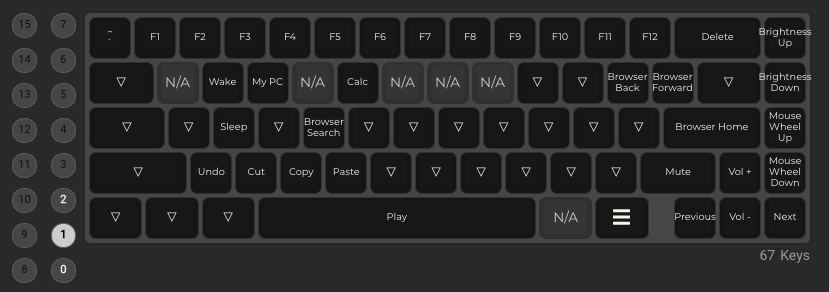 15 7
14 6
13 5
12 4
11 3
10 2
9 1
8 0
~ F1 F2 F3 F4 F5 F6 F7 F8 F9 F10 F11 F12 Delete Brightness Up
▽ N/A Wake My PC N/A Calc N/A N/A N/A ▽ ▽ Browser Back Browser Forward ▽ Brightness Down
▽ ▽ Sleep ▽ Browser Search ▽ ▽ ▽ ▽ ▽ ▽ ▽ Browser Home Mouse Wheel Up
▽ Undo Cut Copy Paste ▽ ▽ ▽ ▽ ▽ ▽ Mute Vol + Mouse Wheel Down
▽ ▽ ▽ Play N/A Previous Vol - Next
67 Keys